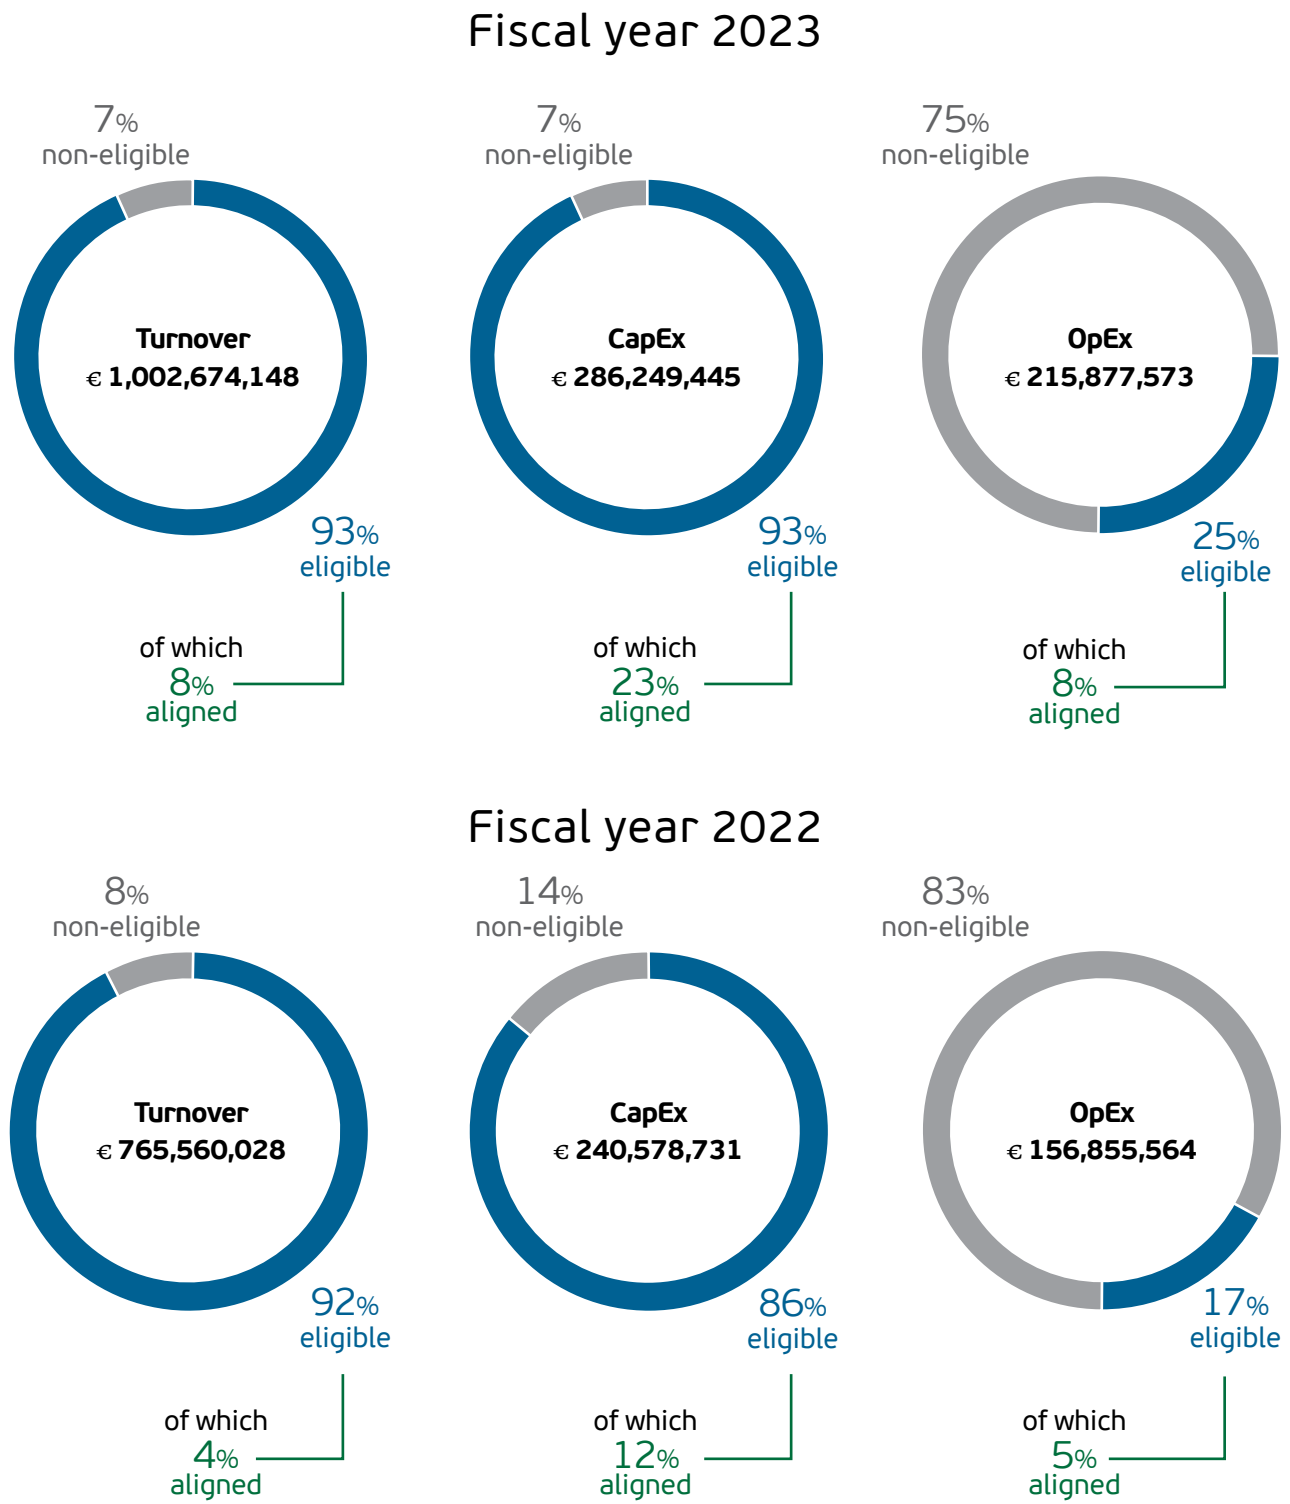 Fiscal year 2023
7%
non-eligible
Turnover
€ 1,002,674,148
93%
eligible
of which
8%
aligned
7%
non-eligible
CapEx
€ 286,249,445
93%
eligible
of which
23%
aligned
75%
non-eligible
OpEx
€ 215,877,573
25%
eligible
of which
8%
aligned
Fiscal year 2022
8%
non-eligible
Turnover
€ 765,560,028
92%
eligible
of which
4%
aligned
14%
non-eligible
CapEx
€ 240,578,731
86%
eligible
of which
12%
aligned
83%
non-eligible
OpEx
€ 156,855,564
17%
eligible
of which
5%
aligned